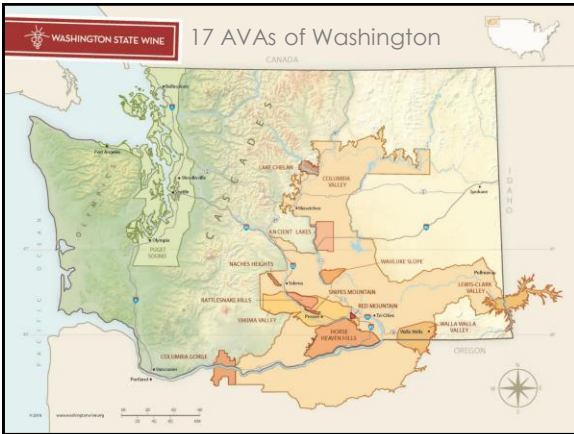 WASHINGTON STATE WINE
17 AVAs of Washington
CANADA
Bellingham
Port Angeles
OLYMPICS
CASCADES
Woodinville
Seattle
Olympia
PUGET
SOUND
PACIFIC OCEAN
LAKE CHELAN
COLUMBIA
VALLEY
Wenatchee
Spokane
IDAHO
ANCIENT LAKES
NACHES HEIGHTS
WAHLUKE SLOPE
Pullman
Yakima
SNIPES MOUNTAIN
LEWIS-CLARK
VALLEY
RATTLESNAKE HILLS
RED MOUNTAIN
Prosser
Tri-Cities
YAKIMA VALLEY
HORSE
HEAVEN HILLS
Walla Walla
WALLA WALLA
VALLEY
OREGON
COLUMBIA GORGE
Vancouver
Portland
www.washingtonwine.org